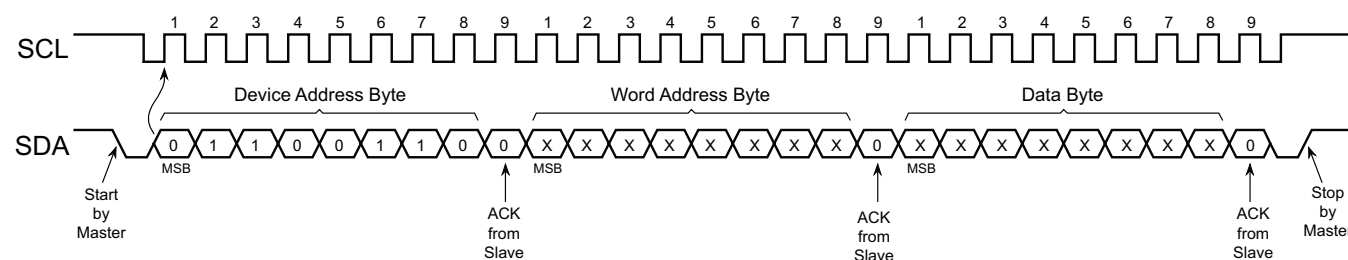 1 2 3 4 5 6 7 8 9 1 2 3 4 5 6 7 8 9 1 2 3 4 5 6 7 8 9
SCL
Device Address Byte Word Address Byte Data Byte
SDA 0 1 1 0 0 1 1 0 0 X X X X X X X X 0 X X X X X X X X 0
MSB MSB MSB
Start
by
Master
ACK
from
Slave
ACK
from
Slave
ACK
from
Slave
Stop
by
Master